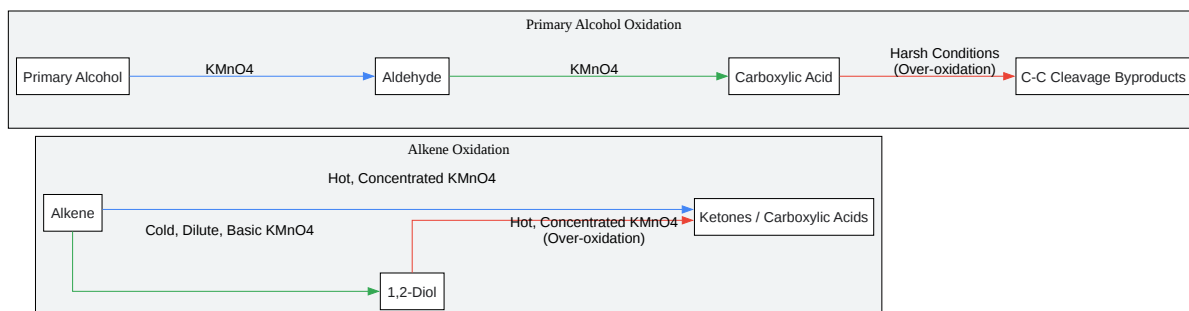 Primary Alcohol Oxidation
Primary Alcohol
KMnO4
Aldehyde
KMnO4
Carboxylic Acid
Harsh Conditions
(Over-oxidation)
C-C Cleavage Byproducts
Alkene Oxidation
Hot, Concentrated KMnO4
Alkene
Cold, Dilute, Basic KMnO4
Hot, Concentrated KMnO4
(Over-oxidation)
Ketones / Carboxylic Acids
1,2-Diol